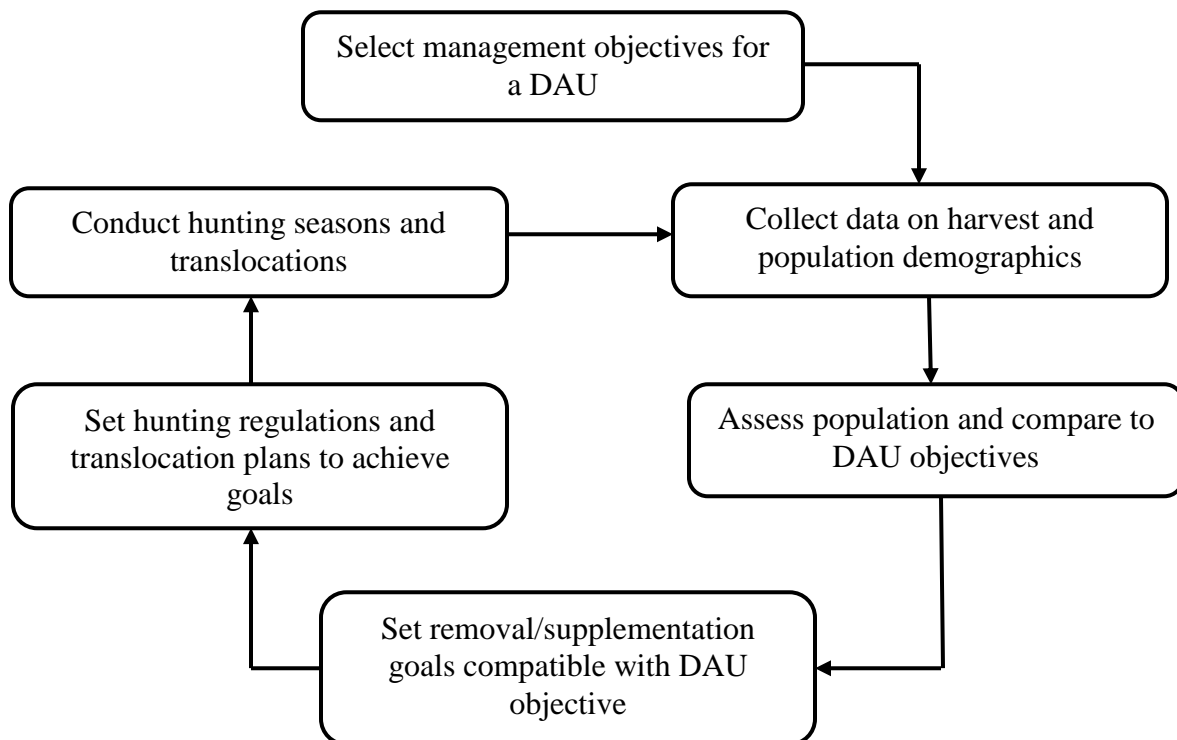 Select management objectives for
a DAU
Conduct hunting seasons and
translocations
Collect data on harvest and
population demographics
Set hunting regulations and
translocation plans to achieve
goals
Assess population and compare to
DAU objectives
Set removal/supplementation
goals compatible with DAU
objective